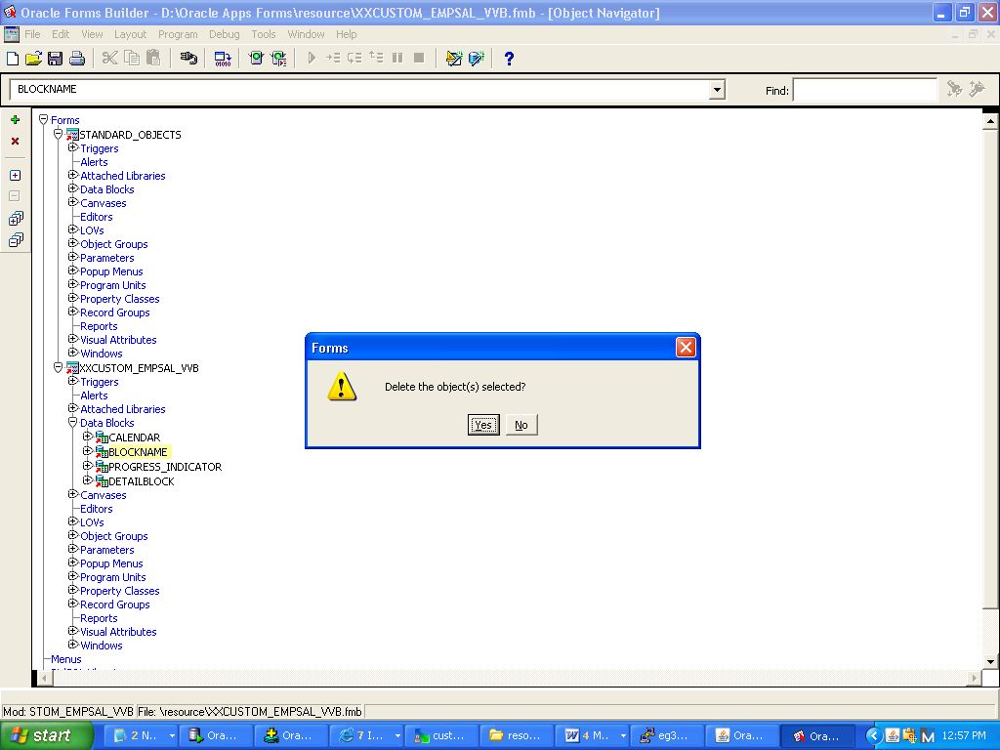 Oracle Forms Builder - D:\Oracle Apps Forms\resource\XXCUSTOM_EMPSAL_VVB.fmb - [Object Navigator]
File Edit View Layout Program Debug Tools Window Help
BLOCKNAME
Find:
Forms
STANDARD_OBJECTS
Triggers
Alerts
Attached Libraries
Data Blocks
Canvases
Editors
LOVs
Object Groups
Parameters
Popup Menus
Program Units
Property Classes
Record Groups
Reports
Visual Attributes
Windows
XXCUSTOM_EMPSAL_VVB
Triggers
Alerts
Attached Libraries
Data Blocks
CALENDAR
BLOCKNAME
PROGRESS_INDICATOR
DETAILBLOCK
Canvases
Editors
LOVs
Object Groups
Parameters
Popup Menus
Program Units
Property Classes
Record Groups
Reports
Visual Attributes
Windows
Menus
Forms
Delete the object(s) selected?
Yes No
Mod: STOM_EMPSAL_VVB File: \resource\XXCUSTOM_EMPSAL_VVB.fmb
start 2 N... Ora... Ora... 7 I... cust... reso... 4 M... eg3... Ora... Ora... 12:57 PM